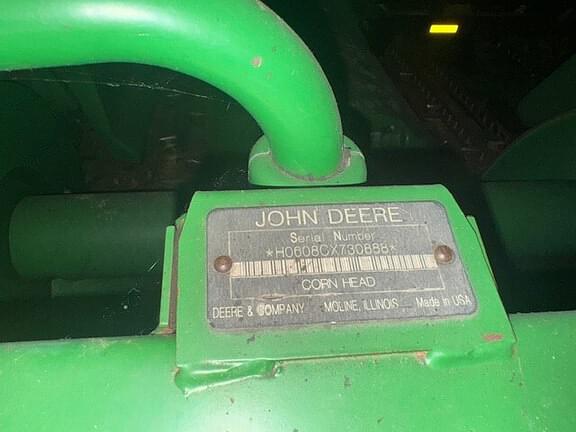 JOHN DEERE
Serial Number
*H0608CX730888*
CORN HEAD
DEERE & COMPANY MOLINE, ILLINOIS Made in USA